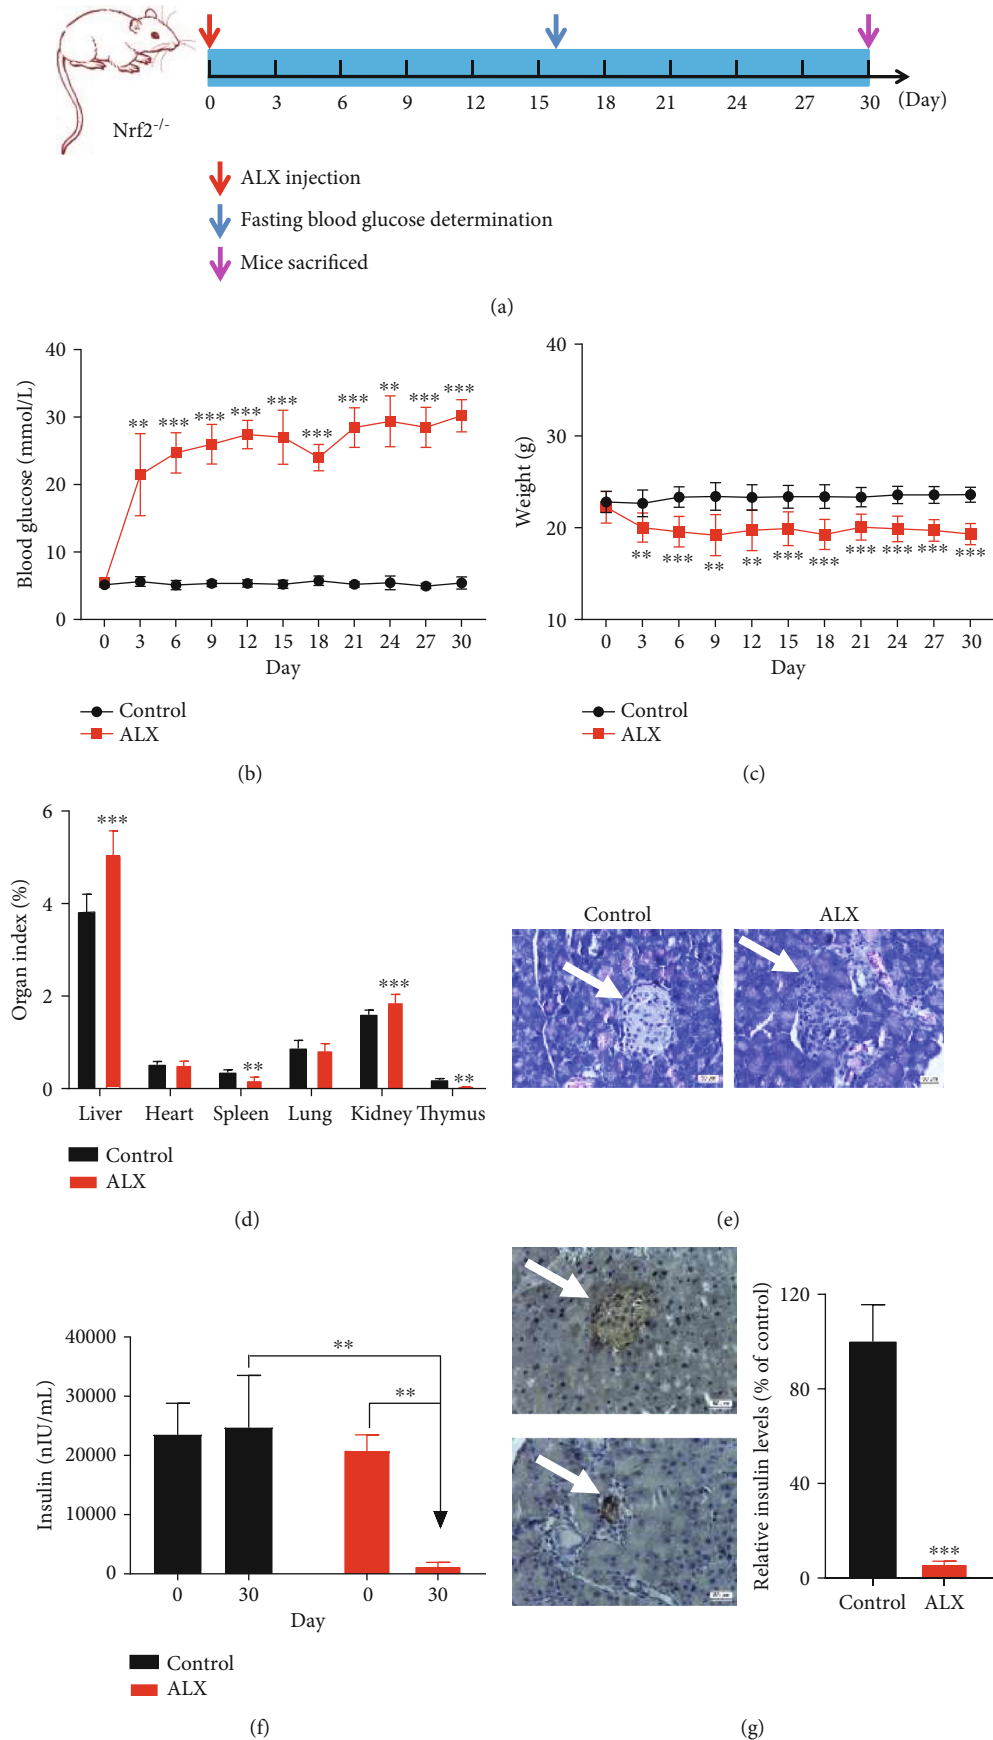 Nrf2-/-
0 3 6 9 12 15 18 21 24 27 30 (Day)
ALX injection
Fasting blood glucose determination
Mice sacrificed
(a)
Blood glucose (mmol/L)
40
30
20
10
0
** *** *** *** *** *** *** ** *** ***
0 3 6 9 12 15 18 21 24 27 30
Day
Control
ALX
(b)
Weight (g)
40
30
20
10
** *** ** ** *** *** *** *** *** ***
0 3 6 9 12 15 18 21 24 27 30
Day
Control
ALX
(c)
Organ index (%)
6
4
2
0
*** ** *** **
Liver Heart Spleen Lung Kidney Thymus
Control
ALX
(d)
Control ALX
(e)
Insulin (nIU/mL)
40000
30000
20000
10000
0
**
**
0 30 0 30
Day
Control
ALX
(f)
Relative insulin levels (% of control)
120
80
40
0
***
Control ALX
(g)